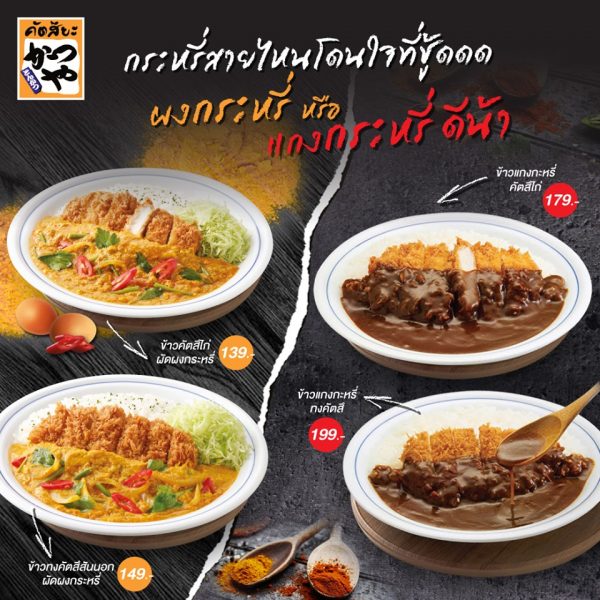 คัตสึยะ
かつや
กระหรี่สายไหนโดนใจที่ซู้ดดด
ผงกระหรี่ หรือ
แกงกระหรี่ ดีน้า
ข้าวแกงกะหรี่
คัตสึไก่
179.-
ข้าวคัตสึไก่
ผัดผงกระหรี่
139.-
ข้าวแกงกะหรี่
ทงคัตสึ
199.-
ข้าวทงคัตสึสันนอก
ผัดผงกระหรี่
149.-